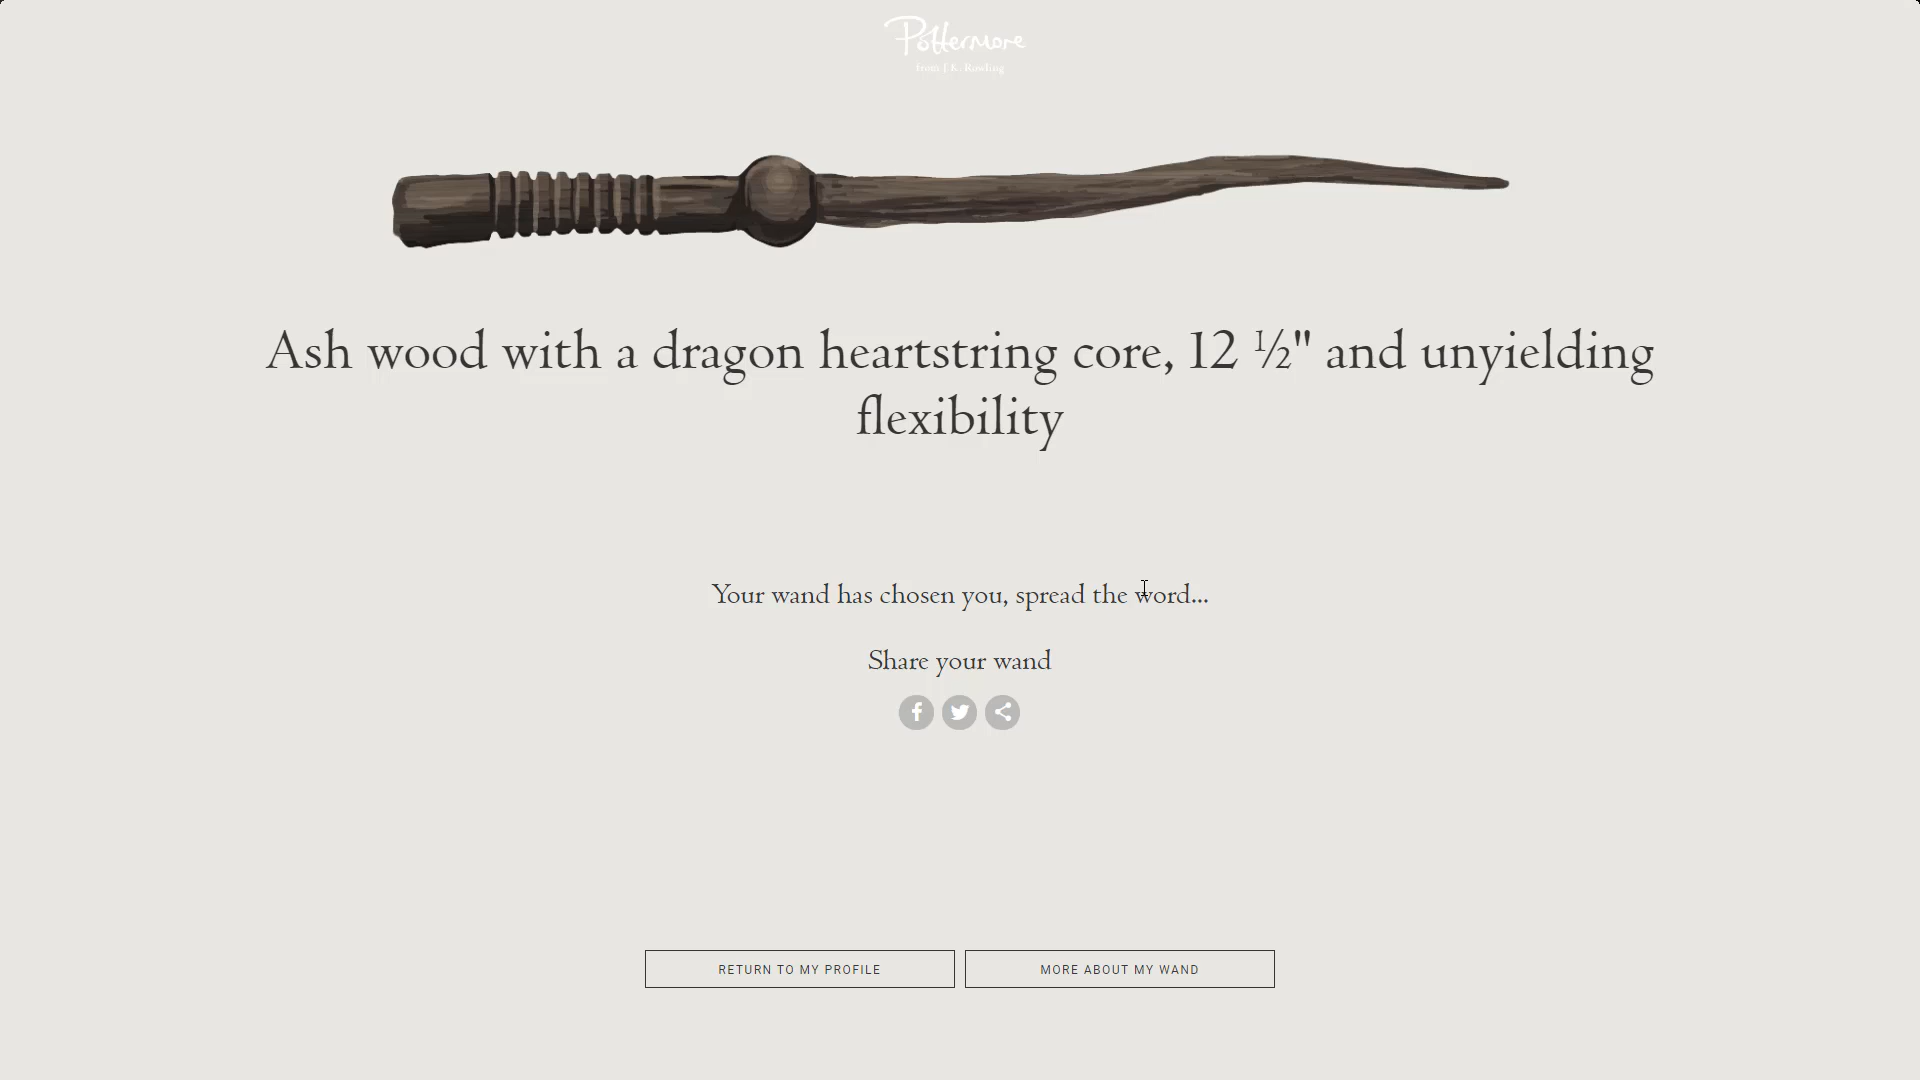 Pottermore
from J.K. Rowling
Ash wood with a dragon heartstring core, 12 ½" and unyielding
flexibility
Your wand has chosen you, spread the word...
Share your wand
RETURN TO MY PROFILE
MORE ABOUT MY WAND